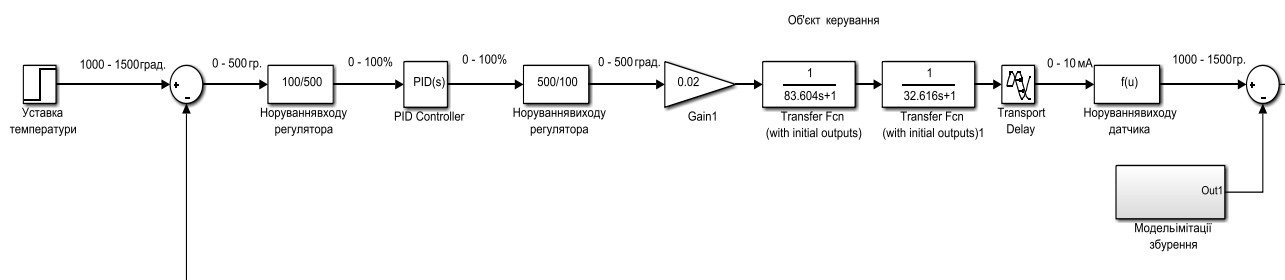 Об'єкт керування
1000 - 1500град.
0 - 500гр.
0 - 100%
0 - 100%
0 - 500 град.
0 - 10 мА
1000 - 1500гр.
+
-
100/500
PID(s)
500/100
0.02
1
83.604s+1
1
32.616s+1
f(u)
+
-
Уставка
температури
Норуваннявходу
регулятора
PID Controller
Норуваннявиходу
регулятора
Gain1
Transfer Fcn
(with initial outputs)
Transfer Fcn
(with initial outputs)1
Transport
Delay
Норуваннявиходу
датчика
Out1
Модельімітації
збурення